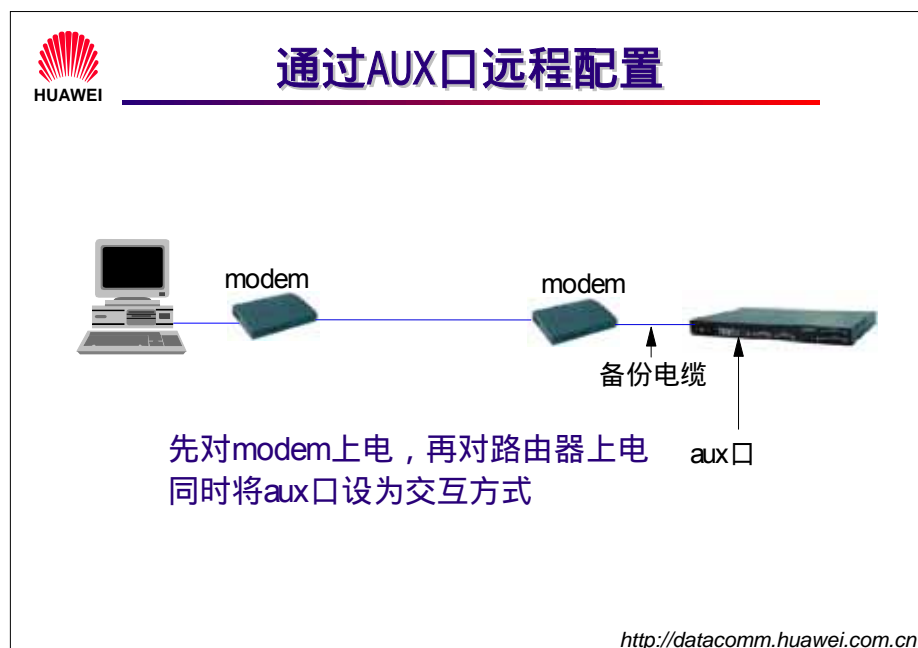 HUAWEI
通过AUX口远程配置
modem
modem
备份电缆
先对modem上电，再对路由器上电
aux口
同时将aux口设为交互方式
http://datacomm.huawei.com.cn